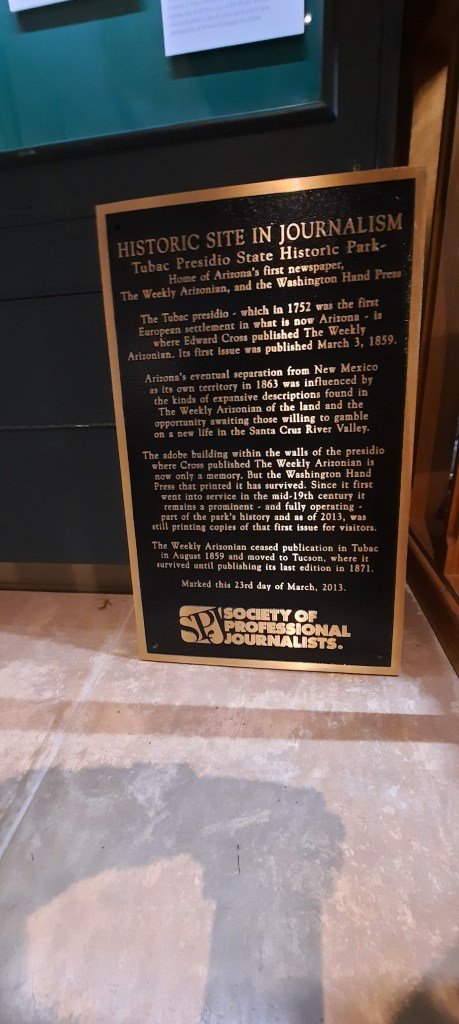 HISTORIC SITE IN JOURNALISM
Tubac Presidio State Historic Park-
Home of Arizona's first newspaper,
The Weekly Arizonian, and the Washington Hand Press
The Tubac presidio - which in 1752 was the first
European settlement in what is now Arizona - is
where Edward Cross published The Weekly
Arizonian. Its first issue was published March 3, 1859.
Arizona's eventual separation from New Mexico
as its own territory in 1863 was influenced by
the kinds of expansive descriptions found in
The Weekly Arizonian of the land and the
opportunity awaiting those willing to gamble
on a new life in the Santa Cruz River Valley.
The adobe building within the walls of the presidio
where Cross published The Weekly Arizonian is
now only a memory. But the Washington Hand
Press that printed it has survived. Since it first
went into service in the mid-19th century it
remains a prominent - and fully operating -
part of the park's history and as of 2013, was
still printing copies of that first issue for visitors.
The Weekly Arizonian ceased publication in Tubac
in August 1859 and moved to Tucson, where it
survived until publishing its last edition in 1871.
Marked this 23rd day of March, 2013.
SPJ SOCIETY OF
PROFESSIONAL
JOURNALISTS.